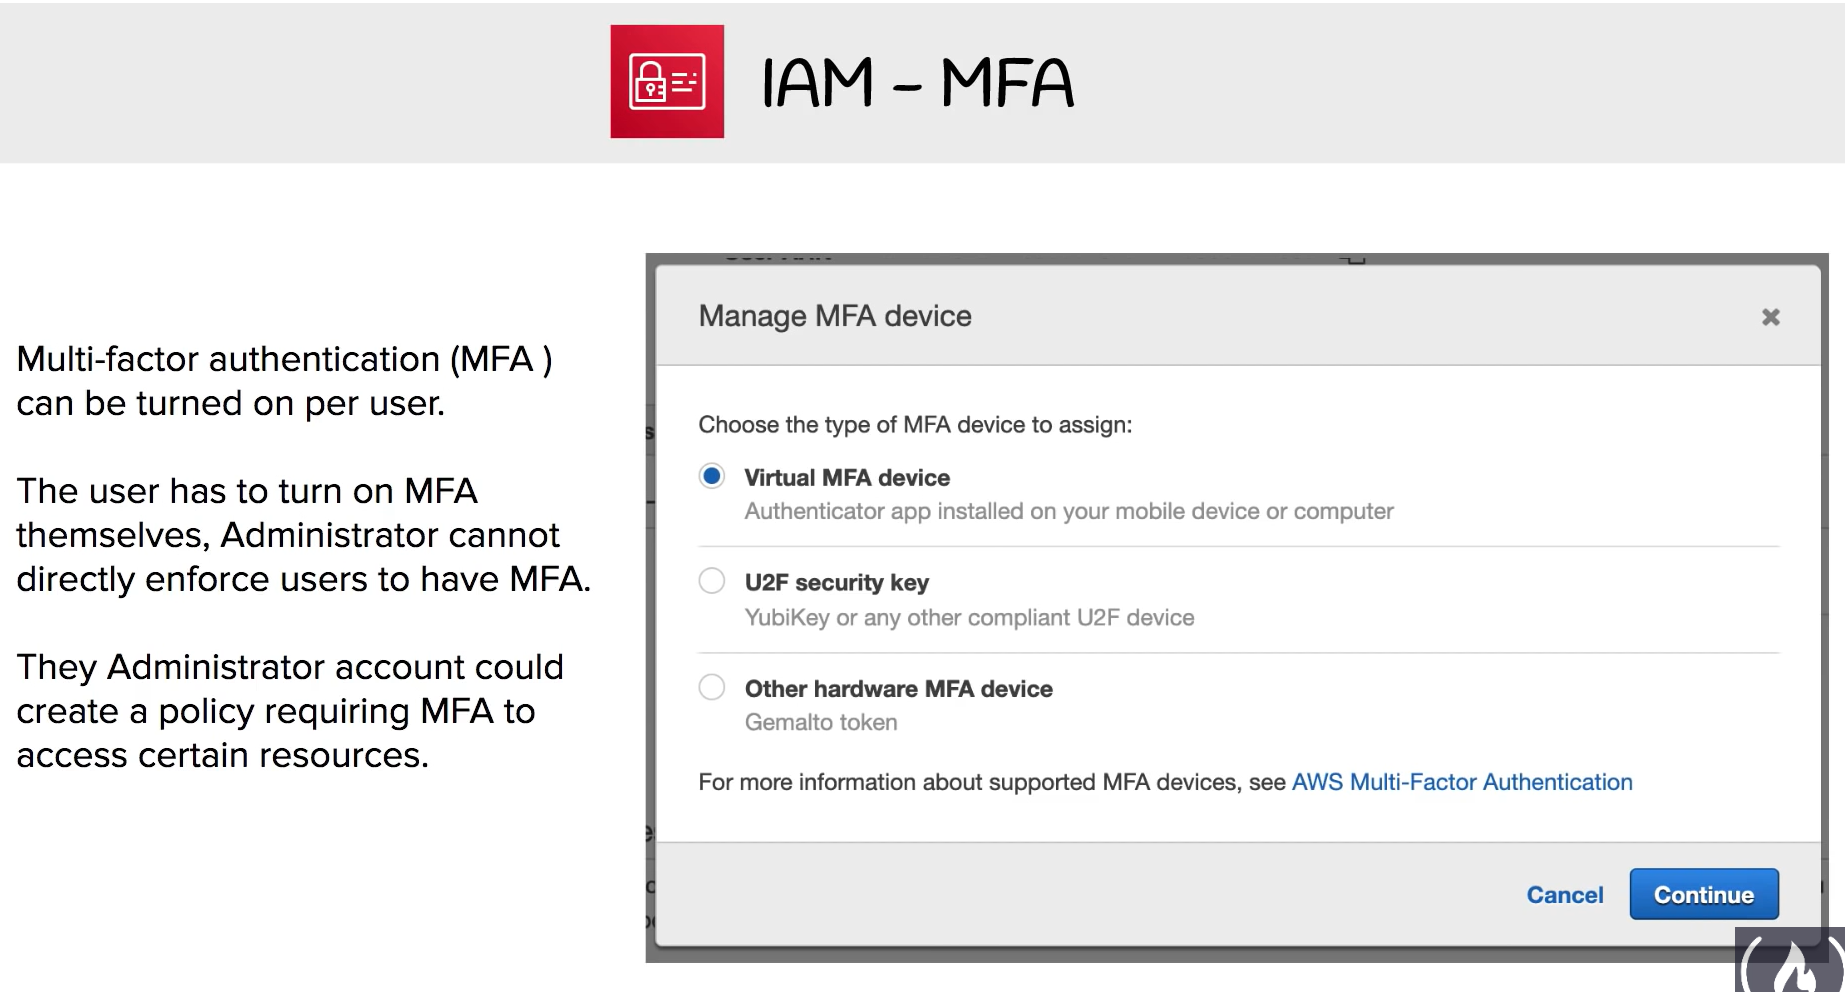 IAM - MFA
Multi-factor authentication (MFA )
can be turned on per user.
The user has to turn on MFA
themselves, Administrator cannot
directly enforce users to have MFA.
They Administrator account could
create a policy requiring MFA to
access certain resources.
Manage MFA device
Choose the type of MFA device to assign:
Virtual MFA device
Authenticator app installed on your mobile device or computer
U2F security key
YubiKey or any other compliant U2F device
Other hardware MFA device
Gemalto token
For more information about supported MFA devices, see AWS Multi-Factor Authentication
Cancel
Continue